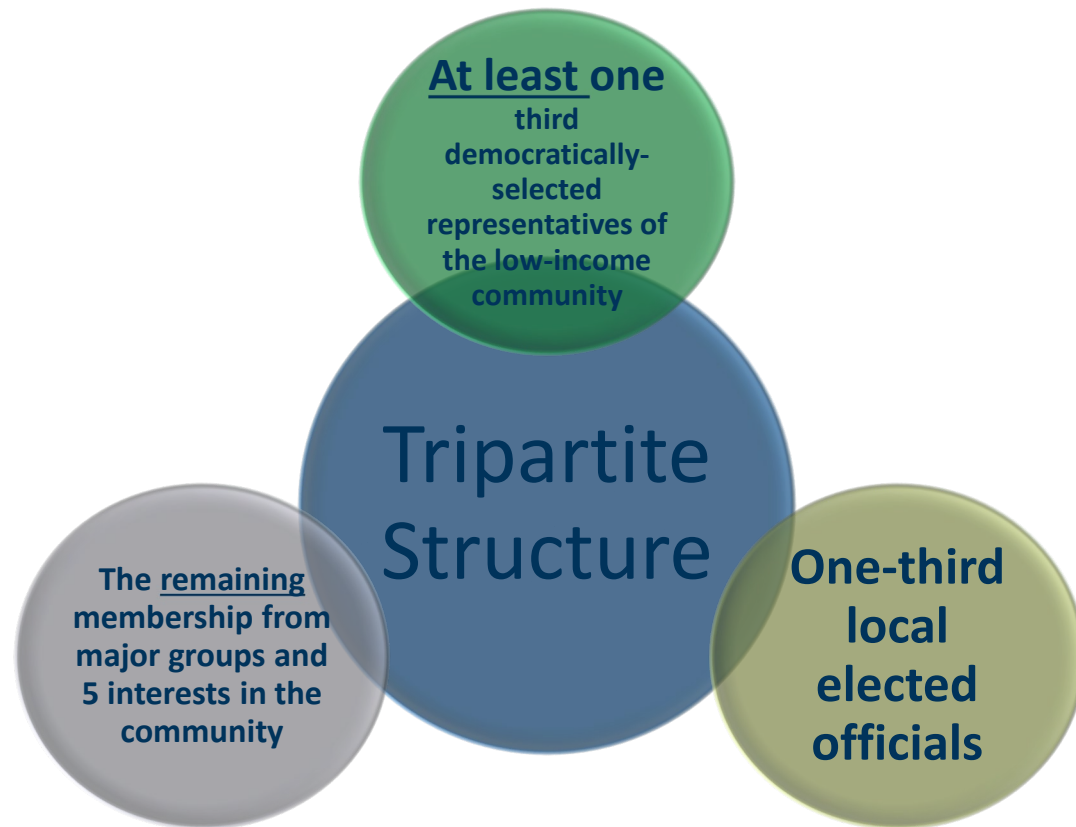 At least one
third
democratically-
selected
representatives of
the low-income
community
Tripartite
Structure
The remaining
membership from
major groups and
5 interests in the
community
One-third
local
elected
officials